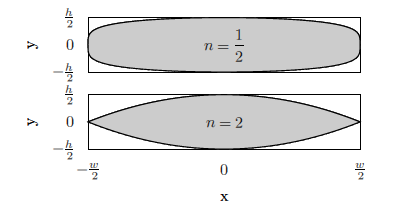 h/2
y 0 n = 1/2
−h/2
h/2
y 0 n = 2
−h/2
−w/2 0 w/2
x